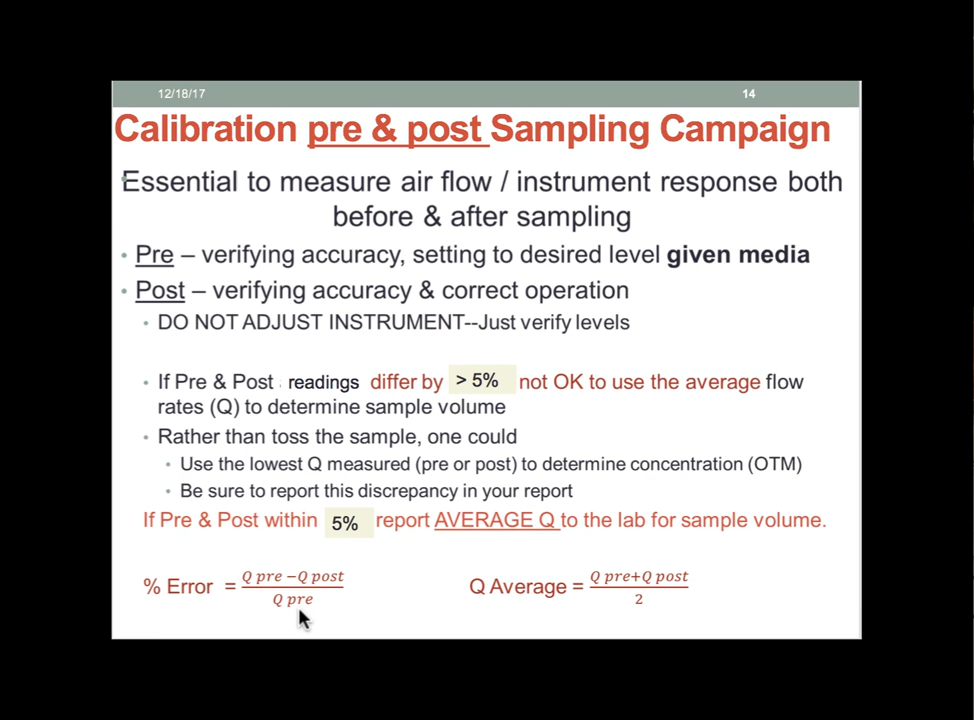 12/18/17
14
Calibration pre & post Sampling Campaign
Essential to measure air flow / instrument response both
before & after sampling
• Pre – verifying accuracy, setting to desired level given media
• Post – verifying accuracy & correct operation
• DO NOT ADJUST INSTRUMENT--Just verify levels
• If Pre & Post readings differ by > 5% not OK to use the average flow
rates (Q) to determine sample volume
• Rather than toss the sample, one could
• Use the lowest Q measured (pre or post) to determine concentration (OTM)
• Be sure to report this discrepancy in your report
If Pre & Post within 5% report AVERAGE Q to the lab for sample volume.
% Error = Q pre −Q post / Q pre
Q Average = Q pre+Q post / 2